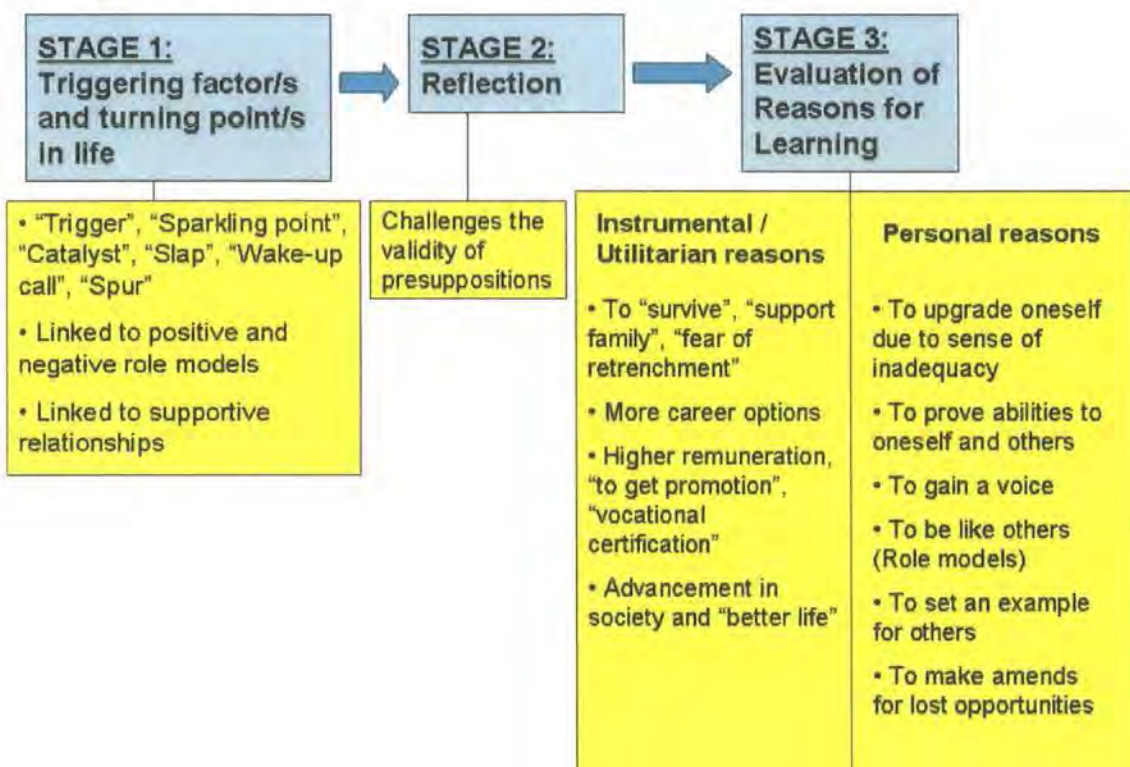 STAGE 1:
Triggering factor/s
and turning point/s
in life
STAGE 2:
Reflection
STAGE 3:
Evaluation of
Reasons for
Learning
• "Trigger", "Sparkling point",
"Catalyst", "Slap", "Wake-up
call", "Spur"
• Linked to positive and
negative role models
• Linked to supportive
relationships
Challenges the
validity of
presuppositions
Instrumental /
Utilitarian reasons
• To "survive", "support
family", "fear of
retrenchment"
• More career options
• Higher remuneration,
"to get promotion",
"vocational
certification"
• Advancement in
society and "better life"
Personal reasons
• To upgrade oneself
due to sense of
inadequacy
• To prove abilities to
oneself and others
• To gain a voice
• To be like others
(Role models)
• To set an example
for others
• To make amends
for lost opportunities